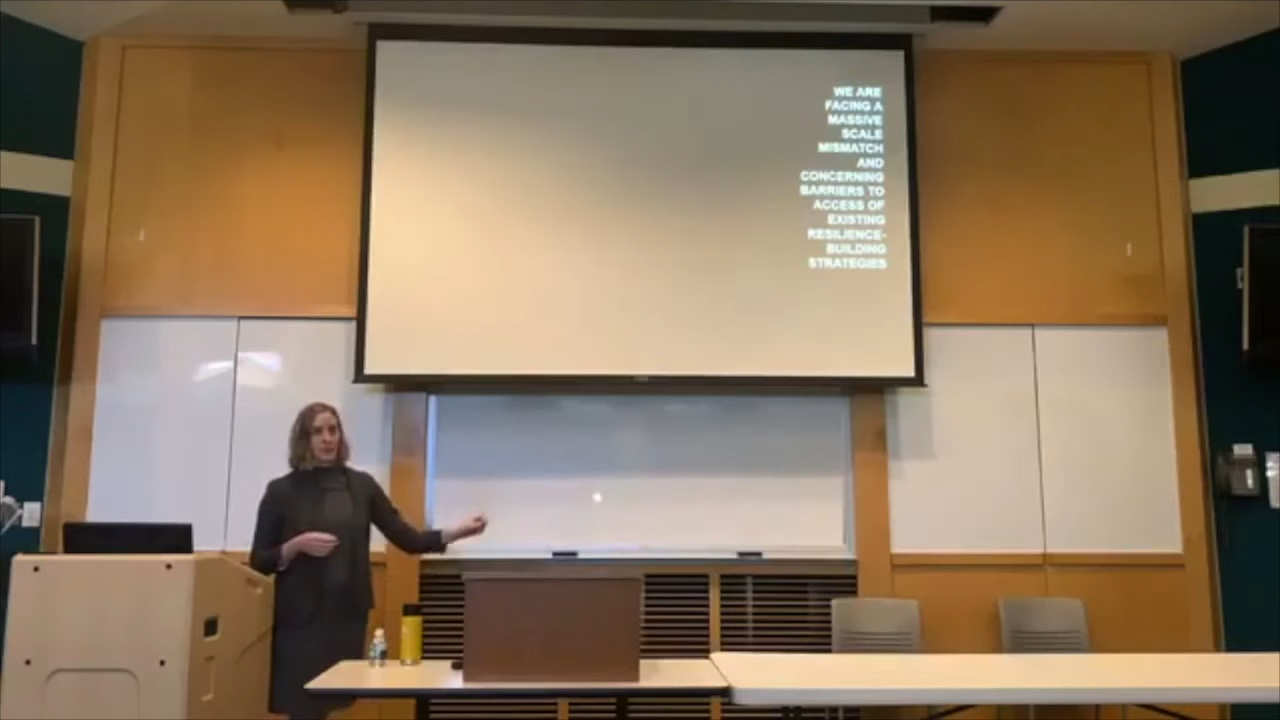 WE ARE
FACING A
MASSIVE
SCALE
MISMATCH
AND
CONCERNING
BARRIERS TO
ACCESS OF
EXISTING
RESILIENCE-
BUILDING
STRATEGIES